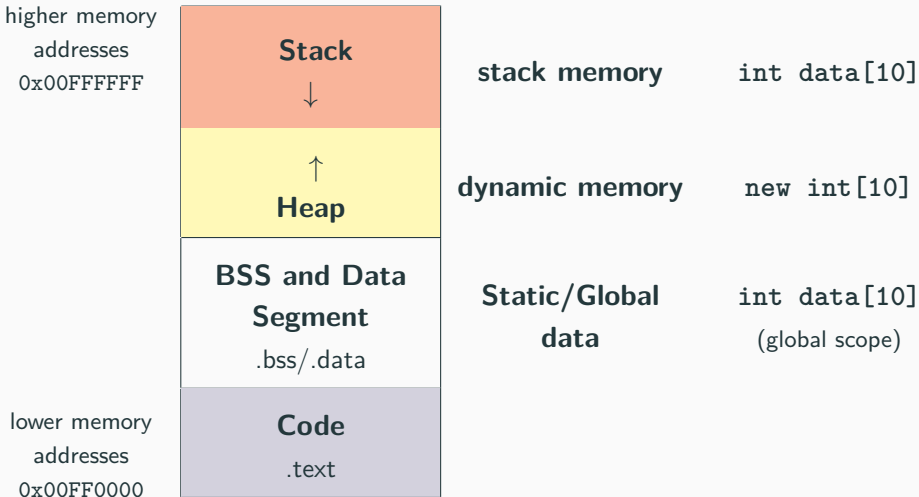 higher memory
addresses
0x00FFFFFF
Stack
↓
stack memory
int data[10]
↑
Heap
dynamic memory
new int[10]
BSS and Data
Segment
.bss/.data
Static/Global
data
int data[10]
(global scope)
lower memory
addresses
0x00FF0000
Code
.text